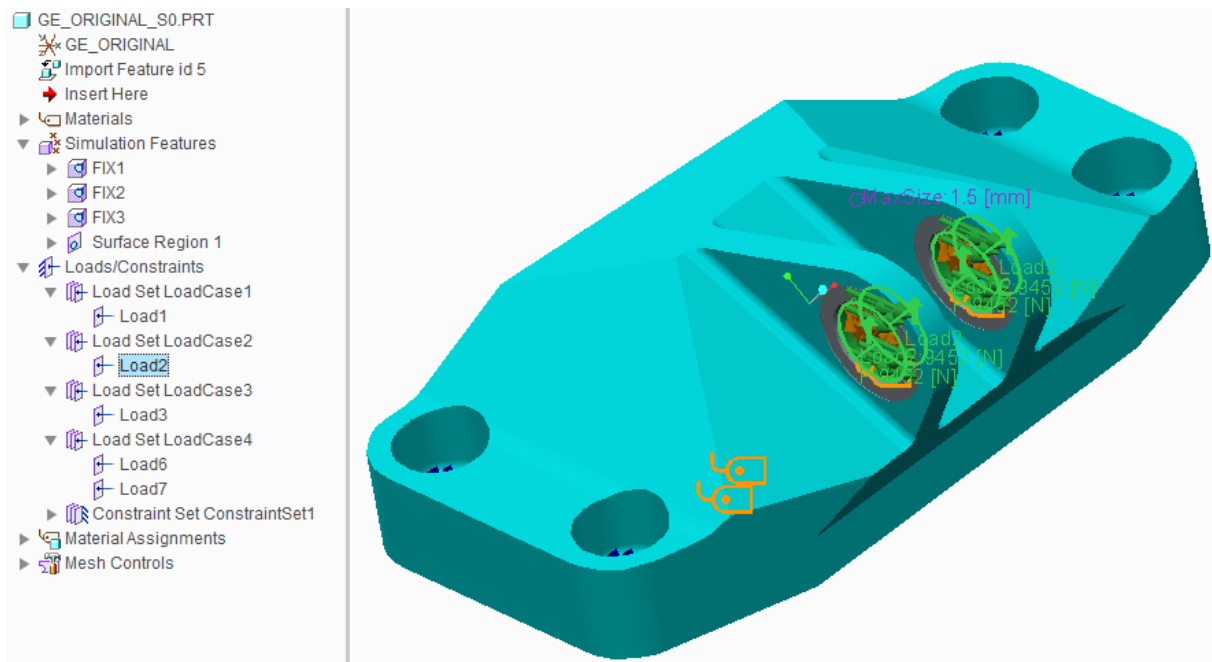 GE_ORIGINAL_S0.PRT
GE_ORIGINAL
Import Feature id 5
Insert Here
Materials
Simulation Features
FIX1
FIX2
FIX3
Surface Region 1
Loads/Constraints
Load Set LoadCase1
Load1
Load Set LoadCase2
Load2
Load Set LoadCase3
Load3
Load Set LoadCase4
Load6
Load7
Constraint Set ConstraintSet1
Material Assignments
Mesh Controls
MaxSize:1.5 [mm]
Load2
[N]
[N]
Load2
[N]
[N]